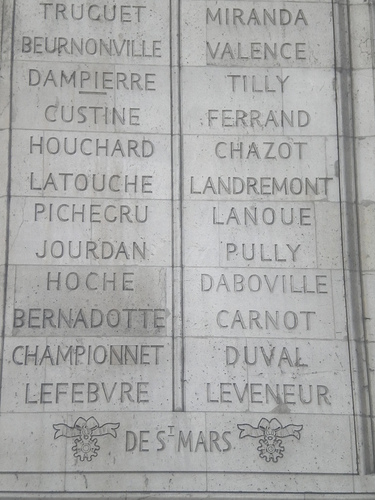 TRUGUET
BEURNONVILLE
DAMPIERRE
CUSTINE
HOUCHARD
LATOUCHE
PICHEGRU
JOURDAN
HOCHE
BERNADOTTE
CHAMPIONNET
LEFEBVRE
MIRANDA
VALENCE
TILLY
FERRAND
CHAZOT
LANDREMONT
LANOUE
PULLY
DABOVILLE
CARNOT
DUVAL
LEVENEUR
DE ST MARS